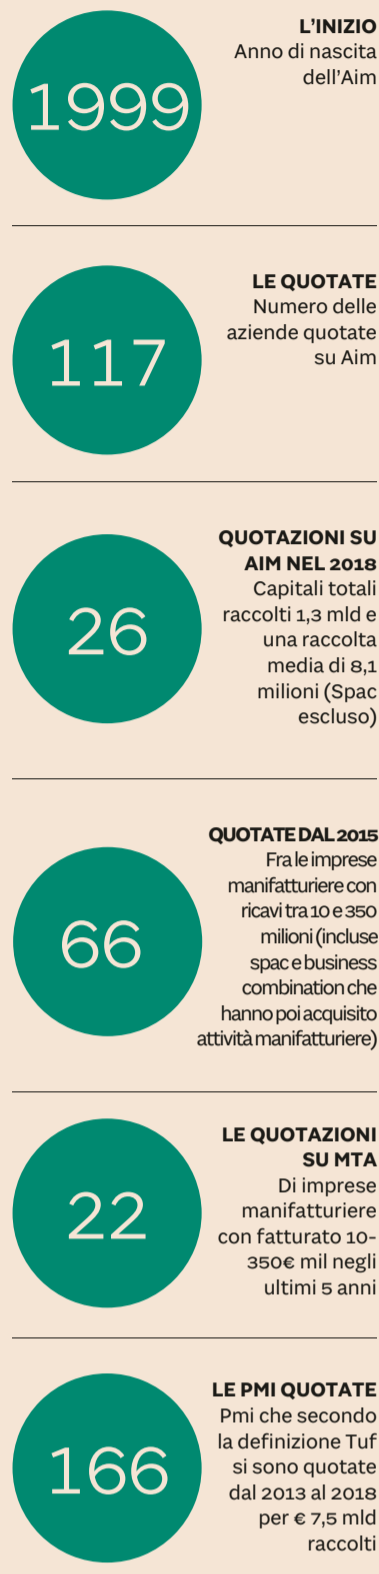 1999
L'INIZIO
Anno di nascita
dell'Aim
117
LE QUOTATE
Numero delle
aziende quotate
su Aim
26
QUOTAZIONI SU
AIM NEL 2018
Capitali totali
raccolti 1,3 mld e
una raccolta
media di 8,1
milioni (Spac
escluso)
66
QUOTATE DAL 2015
Fra le imprese
manifatturiere con
ricavi tra 10 e 350
milioni (incluse
spac e business
combination che
hanno poi acquisito
attività manifatturiere)
22
LE QUOTAZIONI
SU MTA
Di imprese
manifatturiere
con fatturato 10-
350€ mil negli
ultimi 5 anni
166
LE PMI QUOTATE
Pmi che secondo
la definizione Tuf
si sono quotate
dal 2013 al 2018
per € 7,5 mld
raccolti